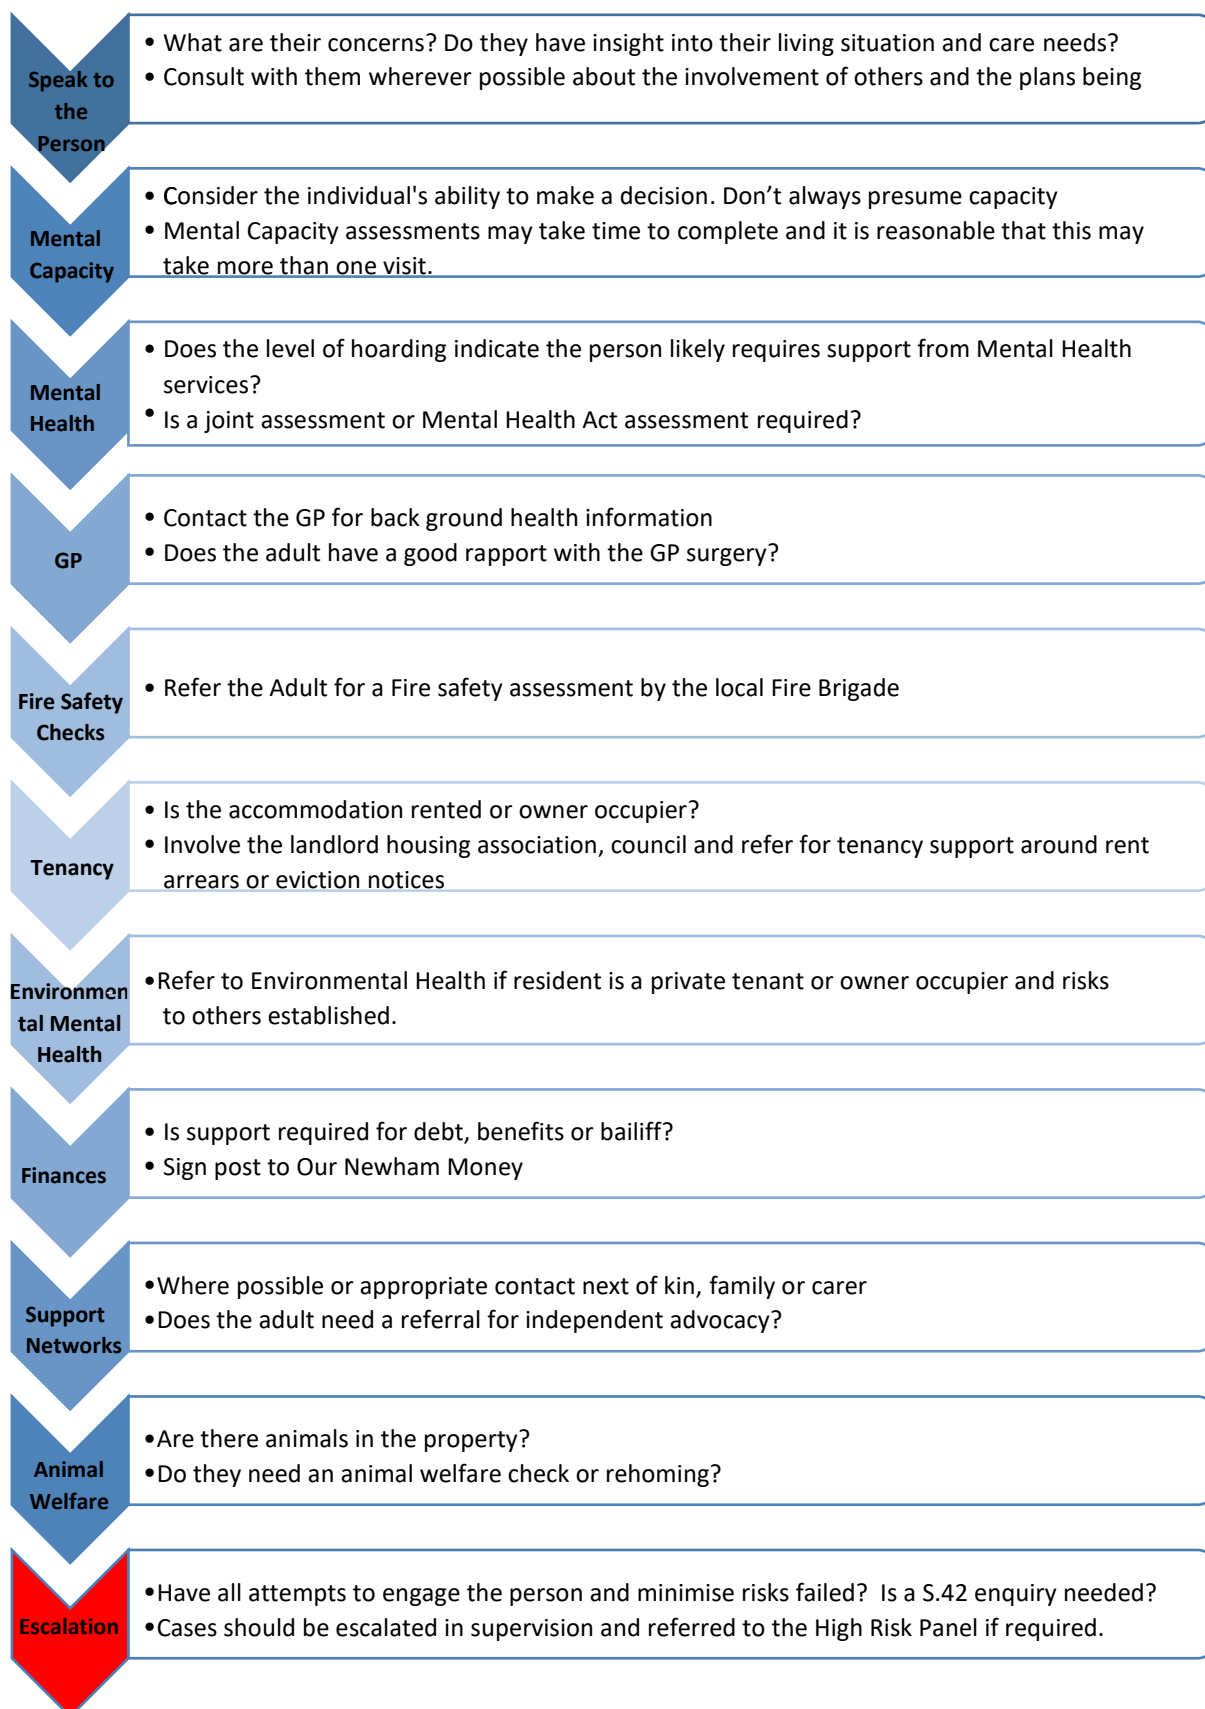 Speak to
the
Person
• What are their concerns? Do they have insight into their living situation and care needs?
• Consult with them wherever possible about the involvement of others and the plans being
Mental
Capacity
• Consider the individual's ability to make a decision. Don’t always presume capacity
• Mental Capacity assessments may take time to complete and it is reasonable that this may
take more than one visit.
Mental
Health
• Does the level of hoarding indicate the person likely requires support from Mental Health
services?
• Is a joint assessment or Mental Health Act assessment required?
GP
• Contact the GP for back ground health information
• Does the adult have a good rapport with the GP surgery?
Fire Safety
Checks
• Refer the Adult for a Fire safety assessment by the local Fire Brigade
Tenancy
• Is the accommodation rented or owner occupier?
• Involve the landlord housing association, council and refer for tenancy support around rent
arrears or eviction notices
Environmen
tal Mental
Health
•Refer to Environmental Health if resident is a private tenant or owner occupier and risks
to others established.
Finances
• Is support required for debt, benefits or bailiff?
• Sign post to Our Newham Money
Support
Networks
•Where possible or appropriate contact next of kin, family or carer
•Does the adult need a referral for independent advocacy?
Animal
Welfare
•Are there animals in the property?
•Do they need an animal welfare check or rehoming?
Escalation
•Have all attempts to engage the person and minimise risks failed?  Is a S.42 enquiry needed?
•Cases should be escalated in supervision and referred to the High Risk Panel if required.